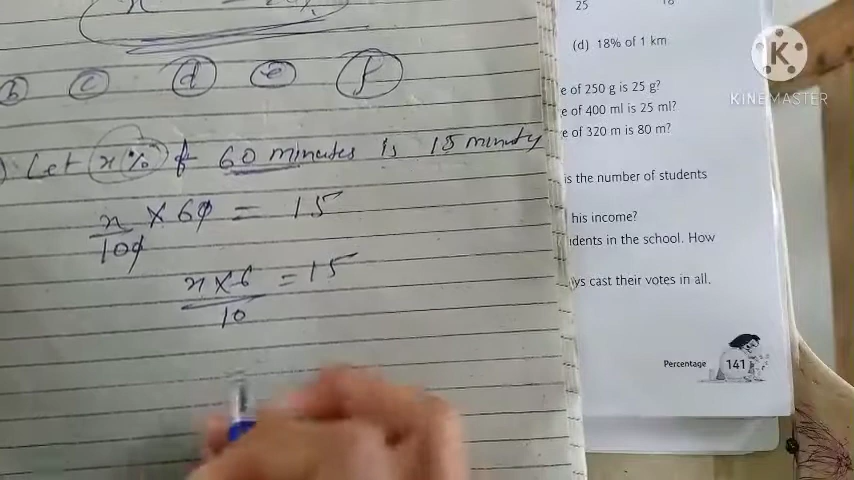 b c d e f
Let x% of 60 minutes is 15 minuts
x/100 × 60 = 15
x × 6/10 = 15
25 18
(d) 18% of 1 km
e of 250 g is 25 g?
e of 400 ml is 25 ml?
e of 320 m is 80 m?
is the number of students
his income?
idents in the school. How
ys cast their votes in all.
Percentage 141
KINEMASTER